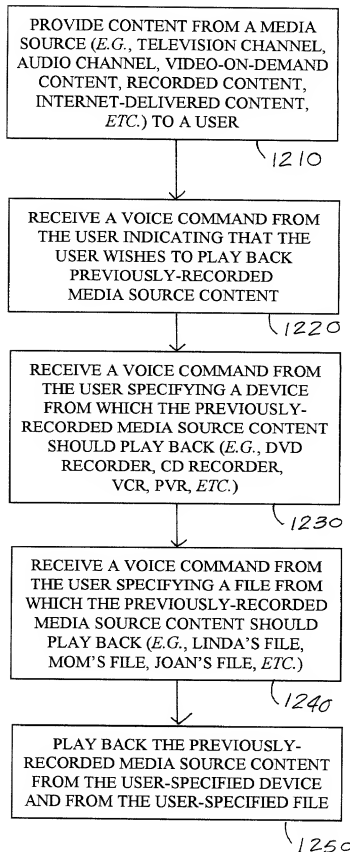 PROVIDE CONTENT FROM A MEDIA
SOURCE (E.G., TELEVISION CHANNEL,
AUDIO CHANNEL, VIDEO-ON-DEMAND
CONTENT, RECORDED CONTENT,
INTERNET-DELIVERED CONTENT,
ETC.) TO A USER
1210
RECEIVE A VOICE COMMAND FROM
THE USER INDICATING THAT THE
USER WISHES TO PLAY BACK
PREVIOUSLY-RECORDED
MEDIA SOURCE CONTENT
1220
RECEIVE A VOICE COMMAND FROM
THE USER SPECIFYING A DEVICE
FROM WHICH THE PREVIOUSLY-
RECORDED MEDIA SOURCE CONTENT
SHOULD PLAY BACK (E.G., DVD
RECORDER, CD RECORDER,
VCR, PVR, ETC.)
1230
RECEIVE A VOICE COMMAND FROM
THE USER SPECIFYING A FILE FROM
WHICH THE PREVIOUSLY-RECORDED
MEDIA SOURCE CONTENT SHOULD
PLAY BACK (E.G., LINDA'S FILE,
MOM'S FILE, JOAN'S FILE, ETC.)
1240
PLAY BACK THE PREVIOUSLY-
RECORDED MEDIA SOURCE CONTENT
FROM THE USER-SPECIFIED DEVICE
AND FROM THE USER-SPECIFIED FILE
1250